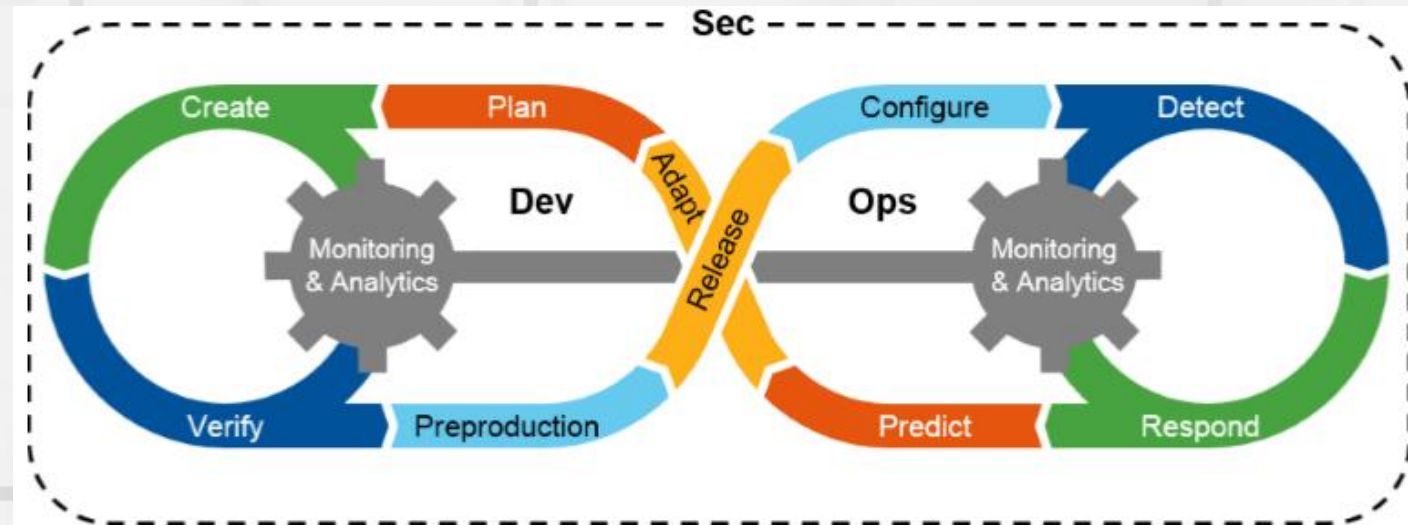 Sec
Create
Plan
Configure
Detect
Adapt
Dev
Ops
Release
Monitoring
& Analytics
Monitoring
& Analytics
Verify
Preproduction
Predict
Respond